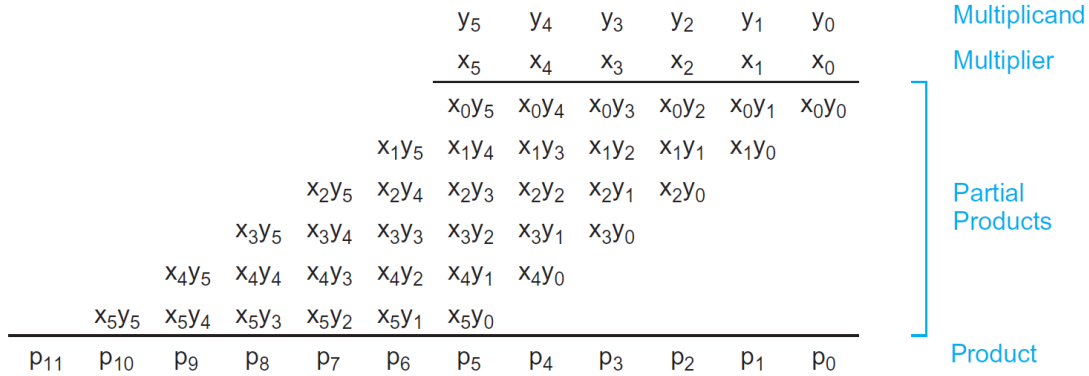 y5 y4 y3 y2 y1 y0 Multiplicand
x5 x4 x3 x2 x1 x0 Multiplier
x0y5 x0y4 x0y3 x0y2 x0y1 x0y0
x1y5 x1y4 x1y3 x1y2 x1y1 x1y0
x2y5 x2y4 x2y3 x2y2 x2y1 x2y0
x3y5 x3y4 x3y3 x3y2 x3y1 x3y0
x4y5 x4y4 x4y3 x4y2 x4y1 x4y0
x5y5 x5y4 x5y3 x5y2 x5y1 x5y0
Partial
Products
p11 p10 p9 p8 p7 p6 p5 p4 p3 p2 p1 p0 Product